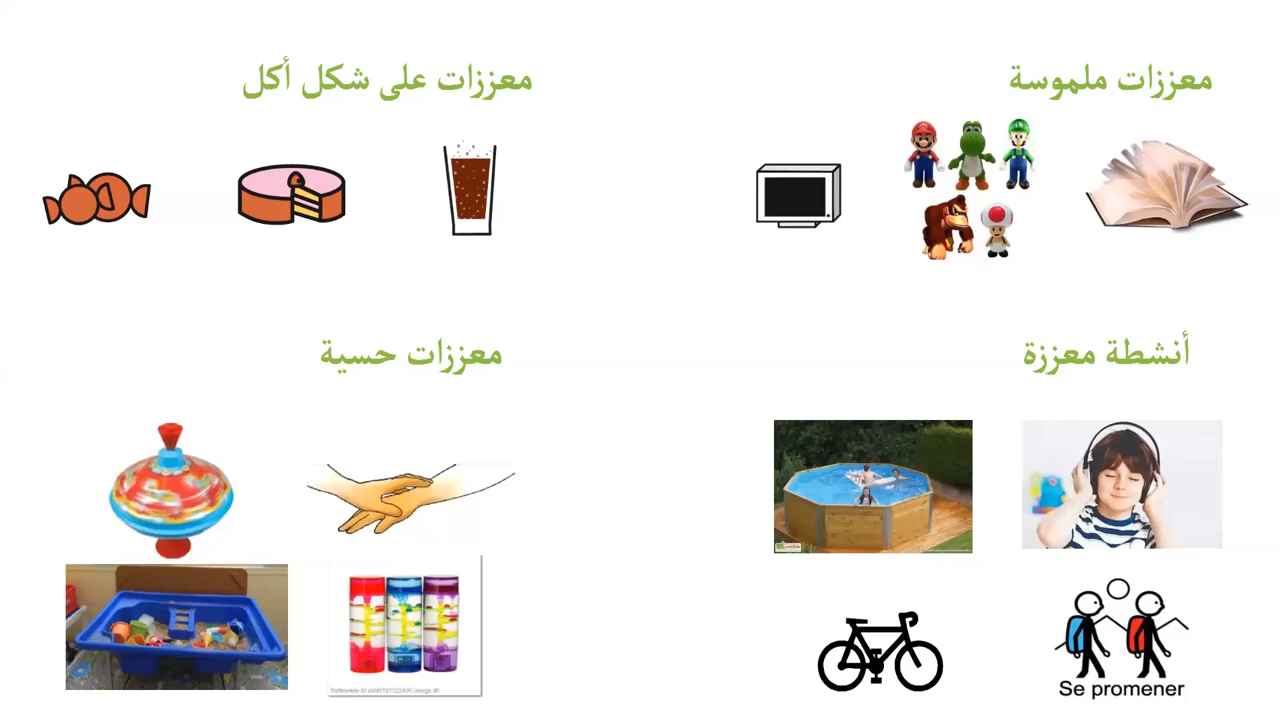 معززات ملموسة
معززات على شكل أكل
أنشطة معززة
معززات حسية
Se promener